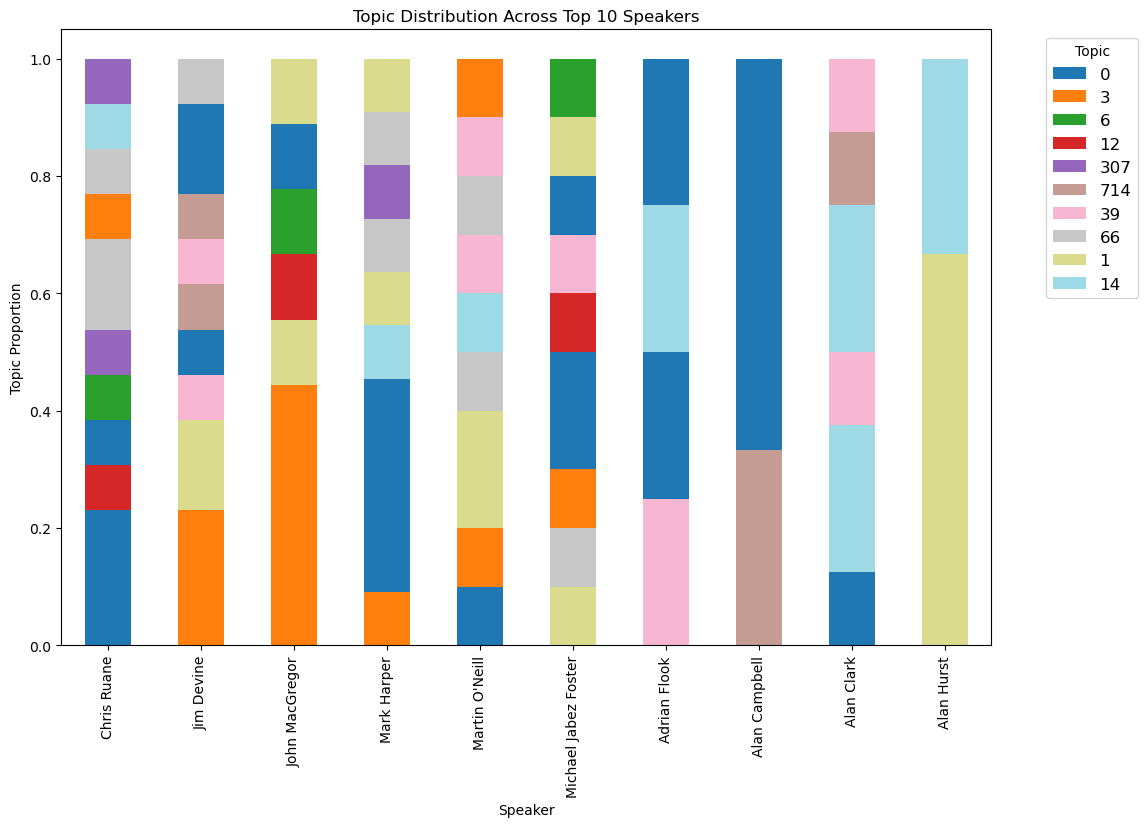 Topic Distribution Across Top 10 Speakers
Topic Proportion
1.0
0.8
0.6
0.4
0.2
0.0
Chris Ruane
Jim Devine
John MacGregor
Mark Harper
Martin O'Neill
Michael Jabez Foster
Adrian Flook
Alan Campbell
Alan Clark
Alan Hurst
Speaker
Topic
0
3
6
12
307
714
39
66
1
14